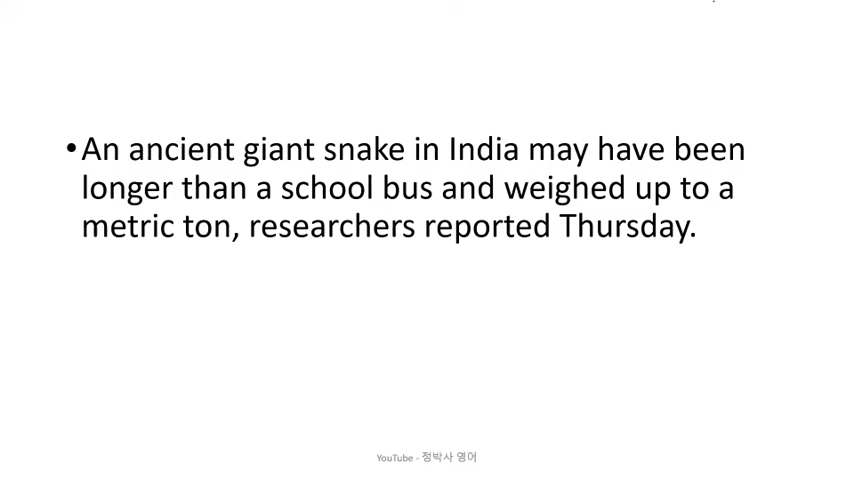 •An ancient giant snake in India may have been
longer than a school bus and weighed up to a
metric ton, researchers reported Thursday.
YouTube - 정박사 영어